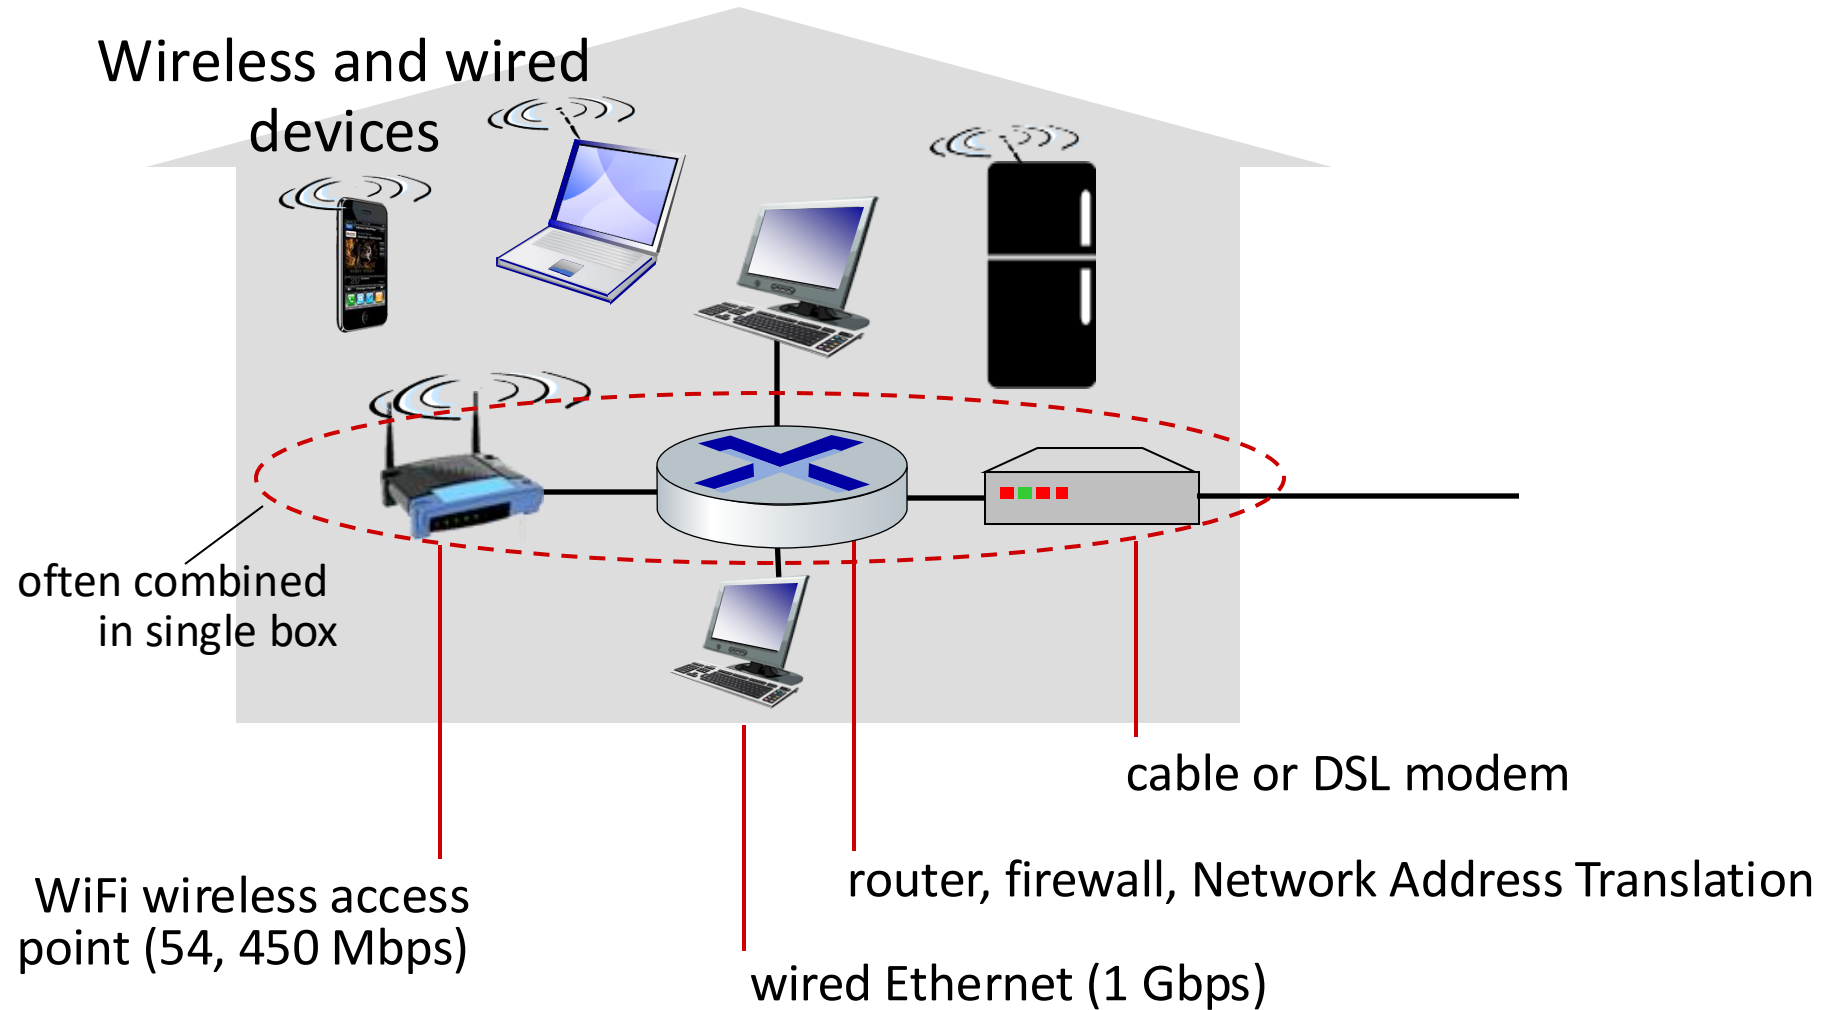 Wireless and wired
devices
often combined
in single box
cable or DSL modem
router, firewall, Network Address Translation
WiFi wireless access
point (54, 450 Mbps)
wired Ethernet (1 Gbps)